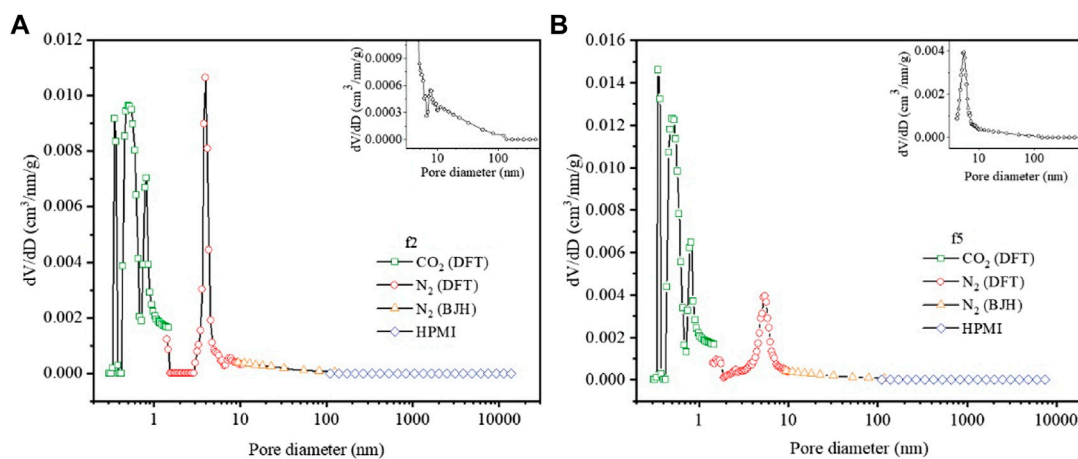 A
0.012
0.010
0.008
0.006
0.004
0.002
0.000
dV/dD (cm³/nm/g)
1
10
100
1000
10000
Pore diameter (nm)
f2
CO₂ (DFT)
N₂ (DFT)
N₂ (BJH)
HPMI
0.0009
0.0006
0.0003
0.0000
dV/dD (cm³/nm/g)
10
100
Pore diameter (nm)
B
0.016
0.014
0.012
0.010
0.008
0.006
0.004
0.002
0.000
dV/dD (cm³/nm/g)
1
10
100
1000
10000
Pore diameter (nm)
f5
CO₂ (DFT)
N₂ (DFT)
N₂ (BJH)
HPMI
0.004
0.002
0.000
dV/dD (cm³/nm/g)
10
100
Pore diameter (nm)